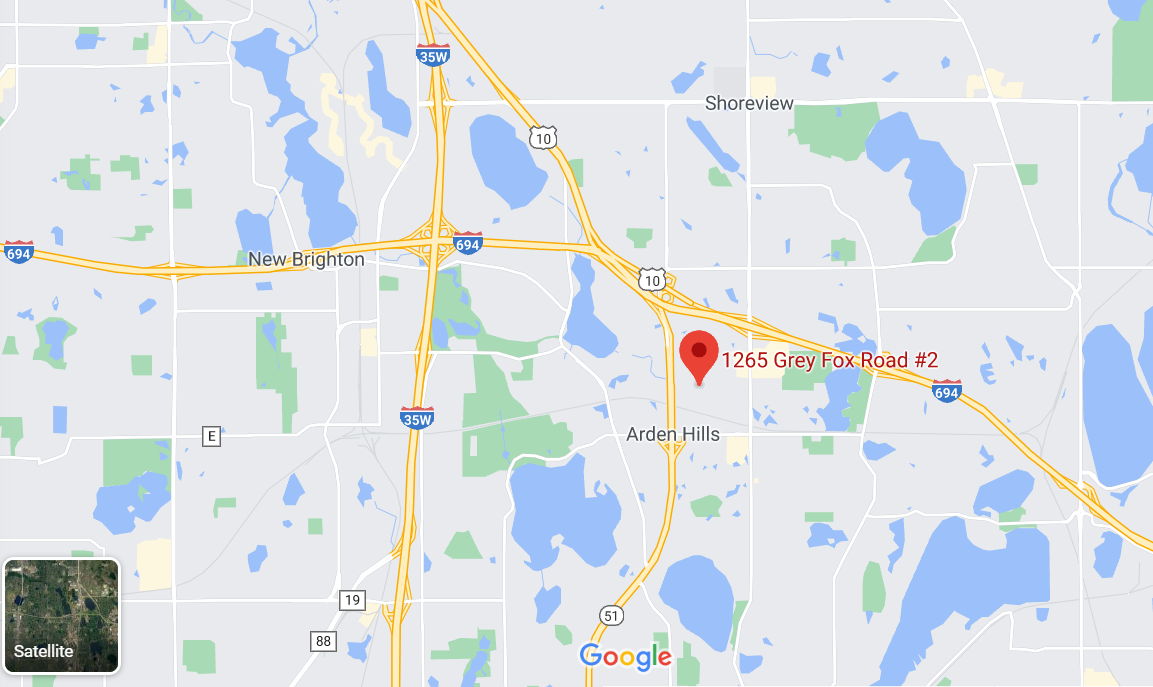 35W
Shoreview
10
694
694
New Brighton
10
1265 Grey Fox Road #2
694
35W
E
Arden Hills
19
51
88
Satellite
Google